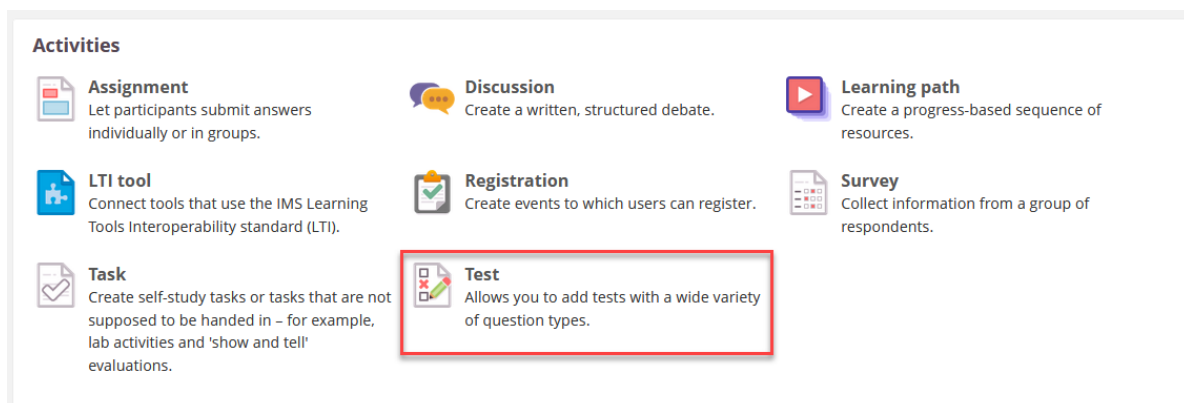 Activities
Assignment
Let participants submit answers
individually or in groups.
Discussion
Create a written, structured debate.
Learning path
Create a progress-based sequence of
resources.
LTI tool
Connect tools that use the IMS Learning
Tools Interoperability standard (LTI).
Registration
Create events to which users can register.
Survey
Collect information from a group of
respondents.
Task
Create self-study tasks or tasks that are not
supposed to be handed in – for example,
lab activities and 'show and tell'
evaluations.
Test
Allows you to add tests with a wide variety
of question types.